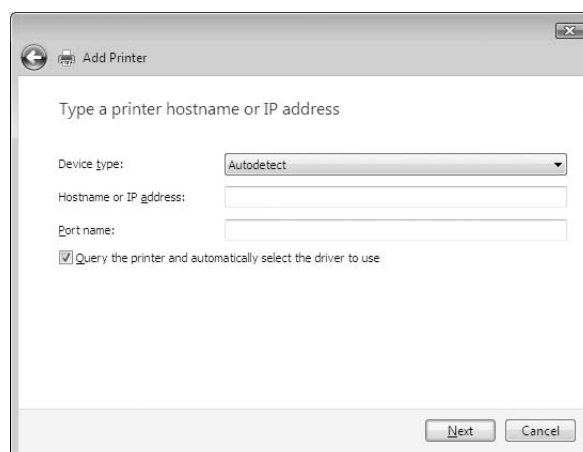 Add Printer
Type a printer hostname or IP address
Device type: Autodetect
Hostname or IP address:
Port name:
Query the printer and automatically select the driver to use
Next Cancel